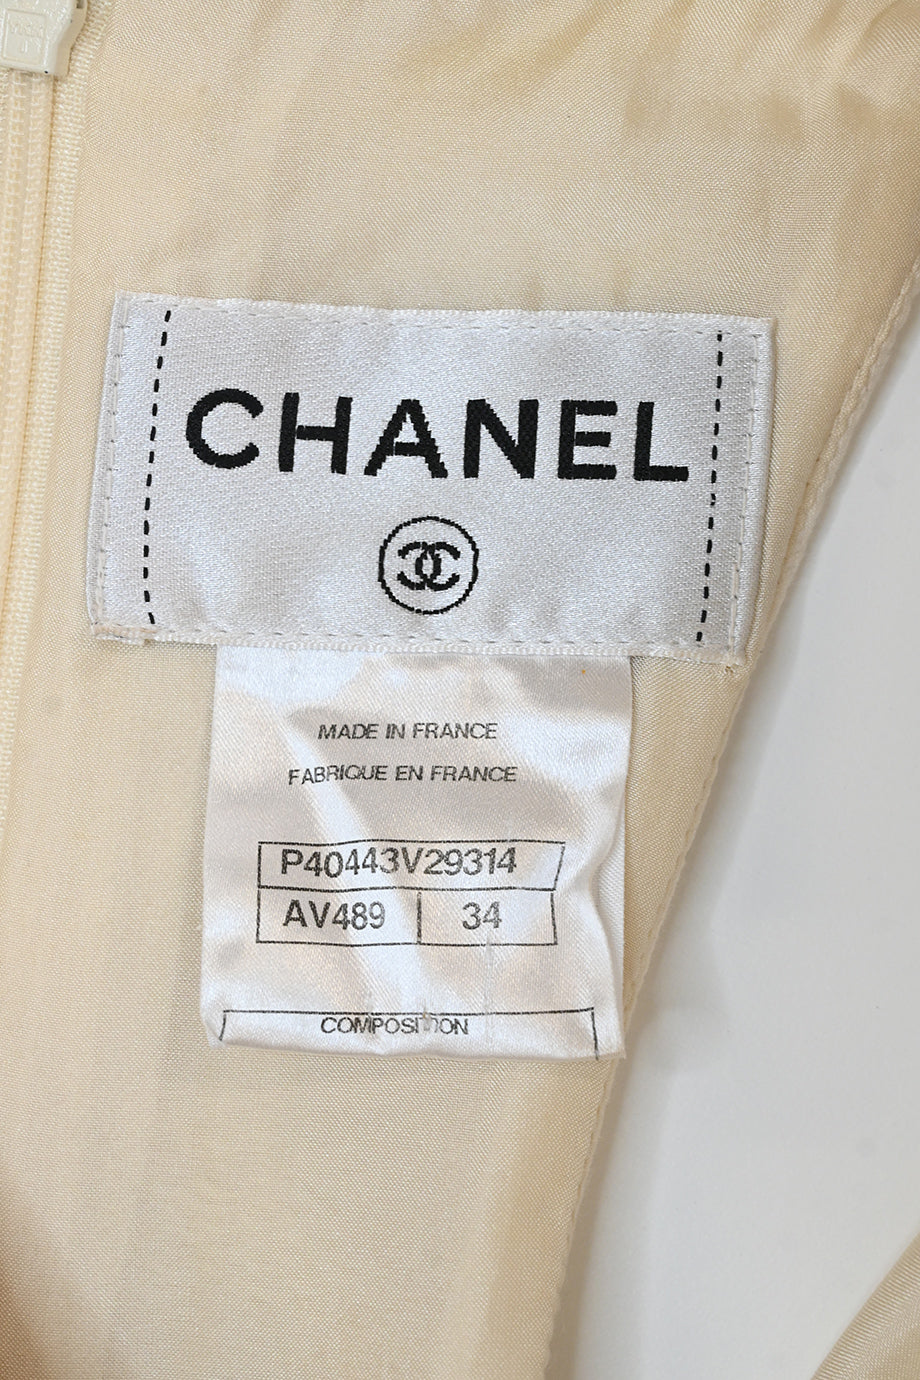 CHANEL
MADE IN FRANCE
FABRIQUE EN FRANCE
P40443V29314
AV489 34
COMPOSITION